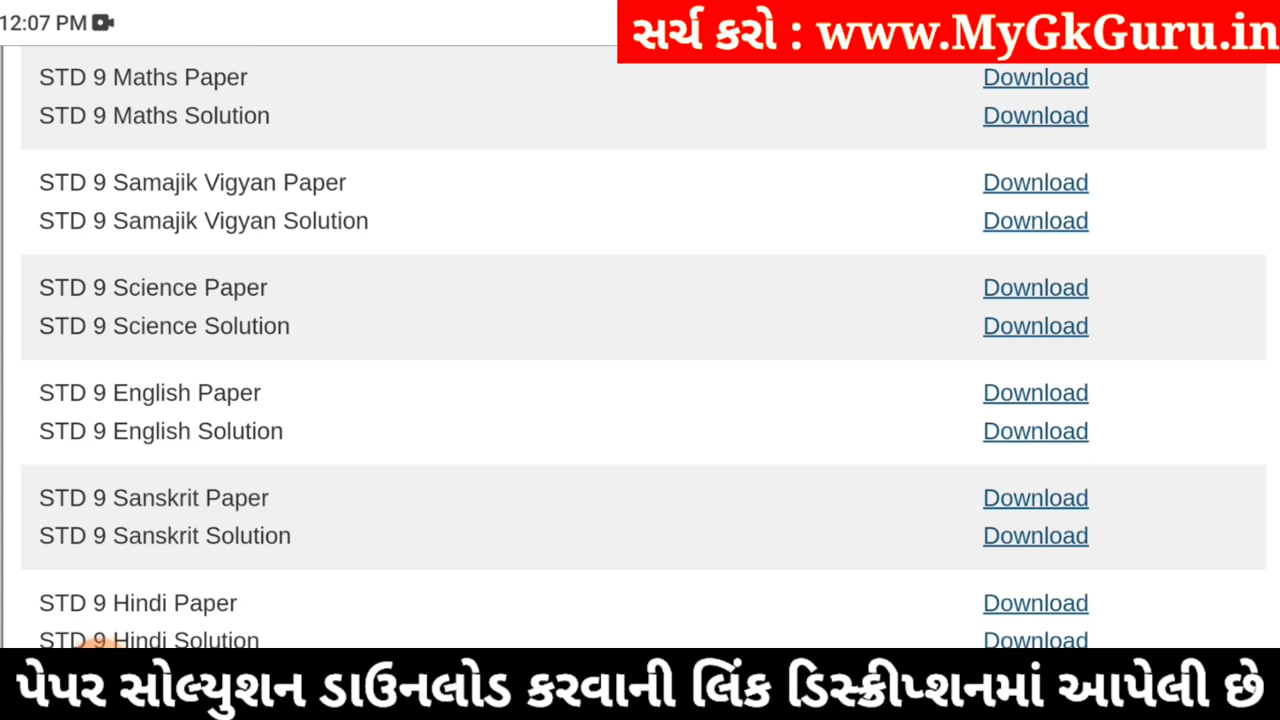 12:07 PM
સર્ચ કરો : www.MyGkGuru.in
STD 9 Maths Paper Download
STD 9 Maths Solution Download
STD 9 Samajik Vigyan Paper Download
STD 9 Samajik Vigyan Solution Download
STD 9 Science Paper Download
STD 9 Science Solution Download
STD 9 English Paper Download
STD 9 English Solution Download
STD 9 Sanskrit Paper Download
STD 9 Sanskrit Solution Download
STD 9 Hindi Paper Download
STD 9 Hindi Solution Download
પેપર સોલ્યુશન ડાઉનલોડ કરવાની લિંક ડિસ્ક્રીપ્શનમાં આપેલી છે